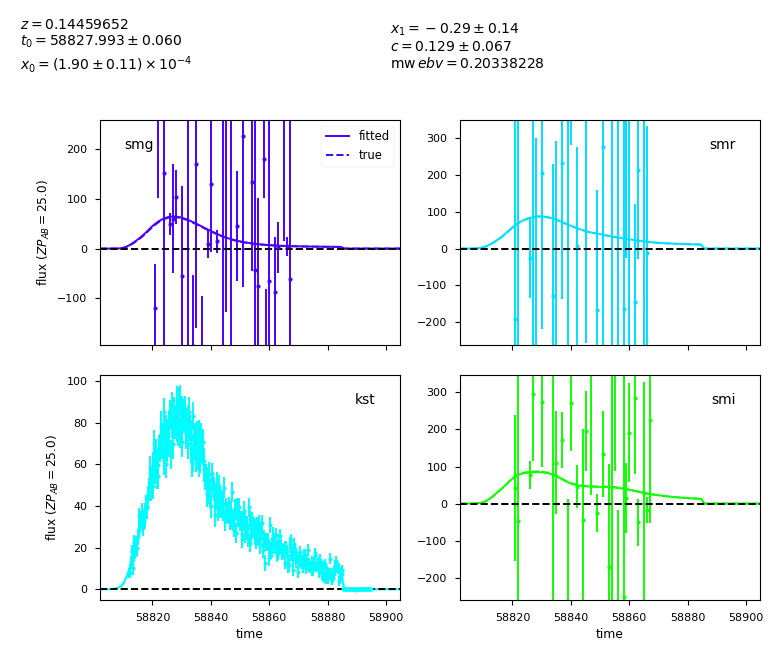 z = 0.14459652
t₀ = 58827.993 ± 0.060
x₀ = (1.90 ± 0.11) × 10⁻⁴
x₁ = −0.29 ± 0.14
c = 0.129 ± 0.067
mw ebv = 0.20338228
smg
fitted
true
200
100
0
−100
flux (ZP_AB = 25.0)
smr
300
200
100
0
−100
−200
kst
100
80
60
40
20
0
flux (ZP_AB = 25.0)
58820 58840 58860 58880 58900
time
smi
300
200
100
0
−100
−200
58820 58840 58860 58880 58900
time